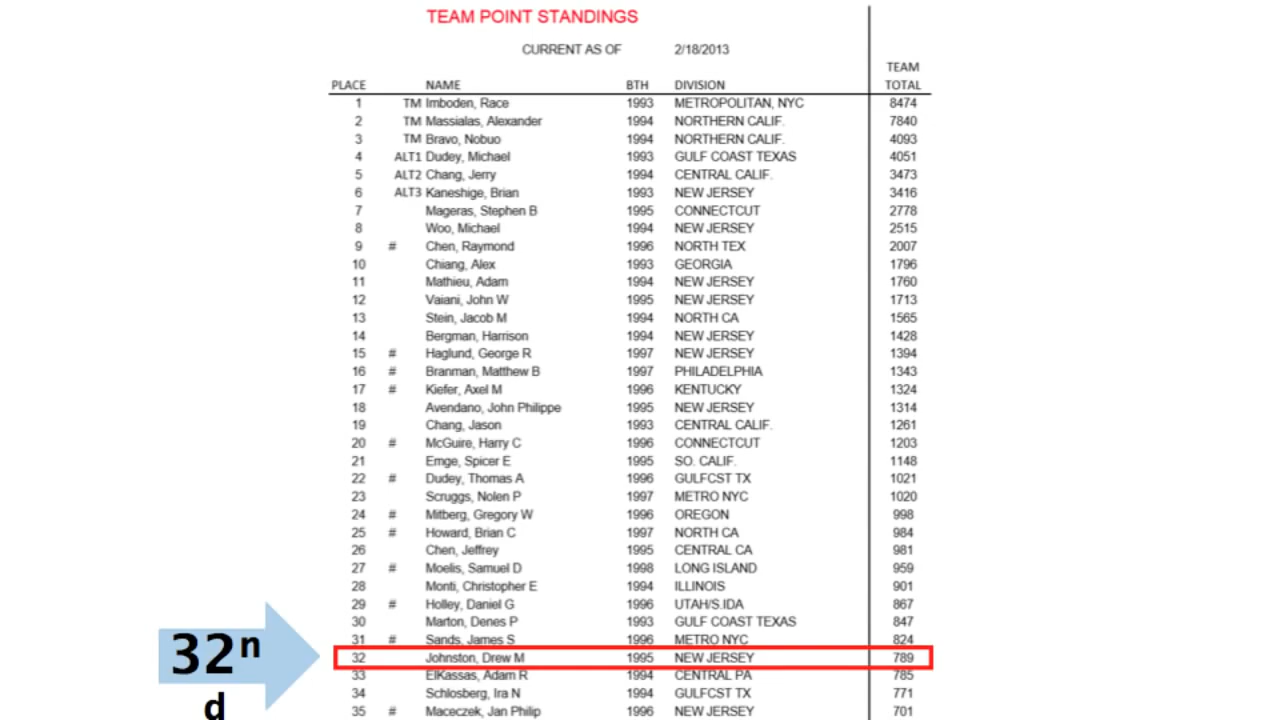 TEAM POINT STANDINGS
CURRENT AS OF 2/18/2013
TEAM
PLACE NAME BTH DIVISION TOTAL
1 TM Imboden, Race 1993 METROPOLITAN, NYC 8474
2 TM Massialas, Alexander 1994 NORTHERN CALIF. 7840
3 TM Bravo, Nobuo 1994 NORTHERN CALIF. 4093
4 ALT1 Dudey, Michael 1993 GULF COAST TEXAS 4051
5 ALT2 Chang, Jerry 1994 CENTRAL CALIF. 3473
6 ALT3 Kaneshige, Brian 1993 NEW JERSEY 3416
7 Mageras, Stephen B 1995 CONNECTCUT 2778
8 Woo, Michael 1994 NEW JERSEY 2515
9 # Chen, Raymond 1996 NORTH TEX 2007
10 Chiang, Alex 1993 GEORGIA 1796
11 Mathieu, Adam 1994 NEW JERSEY 1760
12 Vaiani, John W 1995 NEW JERSEY 1713
13 Stein, Jacob M 1994 NORTH CA 1565
14 Bergman, Harrison 1994 NEW JERSEY 1428
15 # Haglund, George R 1997 NEW JERSEY 1394
16 # Branman, Matthew B 1997 PHILADELPHIA 1343
17 # Kiefer, Axel M 1996 KENTUCKY 1324
18 Avendano, John Philippe 1995 NEW JERSEY 1314
19 Chang, Jason 1993 CENTRAL CALIF. 1261
20 # McGuire, Harry C 1996 CONNECTCUT 1203
21 Emge, Spicer E 1995 SO. CALIF. 1148
22 # Dudey, Thomas A 1996 GULFCST TX 1021
23 Scruggs, Nolen P 1997 METRO NYC 1020
24 # Mitberg, Gregory W 1996 OREGON 998
25 # Howard, Brian C 1997 NORTH CA 984
26 Chen, Jeffrey 1995 CENTRAL CA 981
27 # Moelis, Samuel D 1998 LONG ISLAND 959
28 Monti, Christopher E 1994 ILLINOIS 901
29 # Holley, Daniel G 1996 UTAH/S.IDA 867
30 Marton, Denes P 1993 GULF COAST TEXAS 847
31 # Sands, James S 1996 METRO NYC 824
32 Johnston, Drew M 1995 NEW JERSEY 789
33 ElKassas, Adam R 1994 CENTRAL PA 785
34 Schlosberg, Ira N 1994 GULFCST TX 771
35 # Maceczek, Jan Philip 1996 NEW JERSEY 701
32n
d